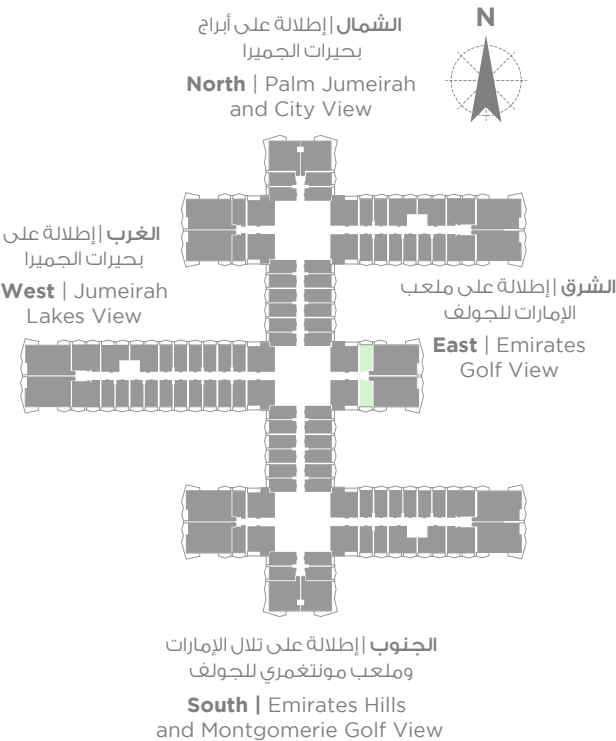 الشمال | إطلالة على أبراج
بحيرات الجميرا
North | Palm Jumeirah
and City View
N
الغرب | إطلالة على
بحيرات الجميرا
West | Jumeirah
Lakes View
الشرق | إطلالة على ملعب
الإمارات للجولف
East | Emirates
Golf View
الجنوب | إطلالة على تلال الإمارات
وملعب مونتغمري للجولف
South | Emirates Hills
and Montgomerie Golf View